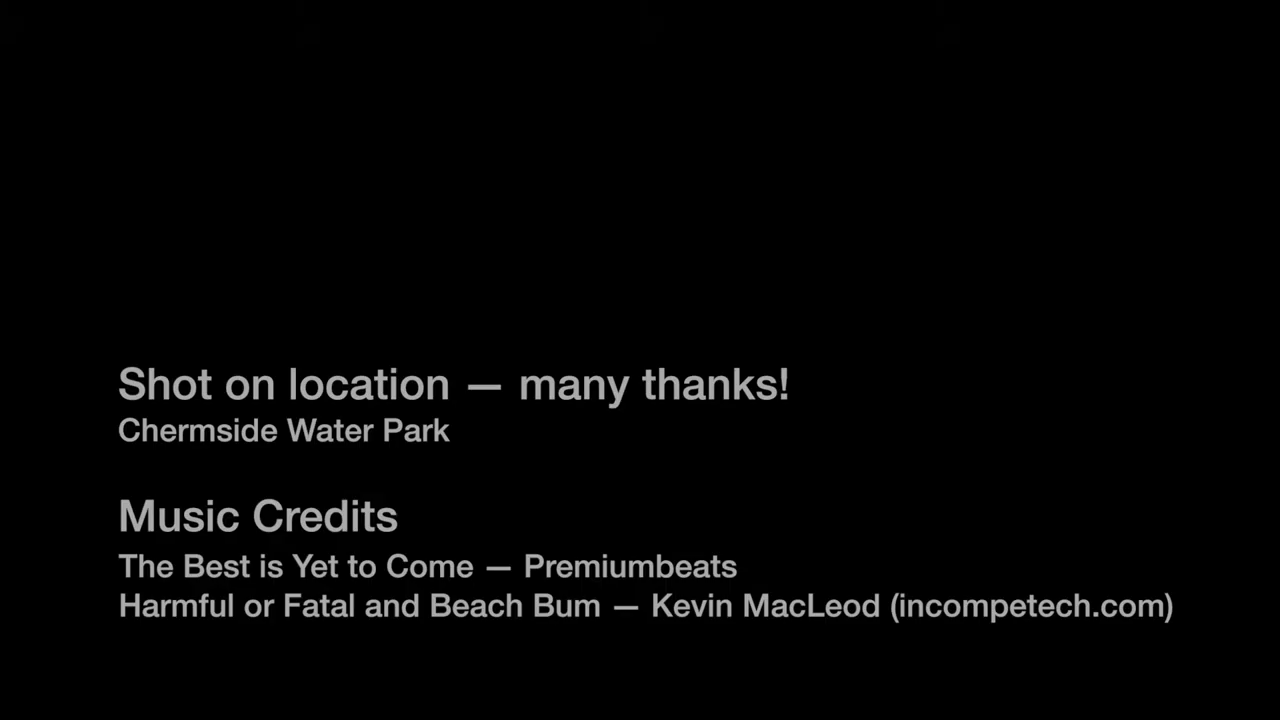 Shot on location — many thanks!
Chermside Water Park
Music Credits
The Best is Yet to Come — Premiumbeats
Harmful or Fatal and Beach Bum — Kevin MacLeod (incompetech.com)